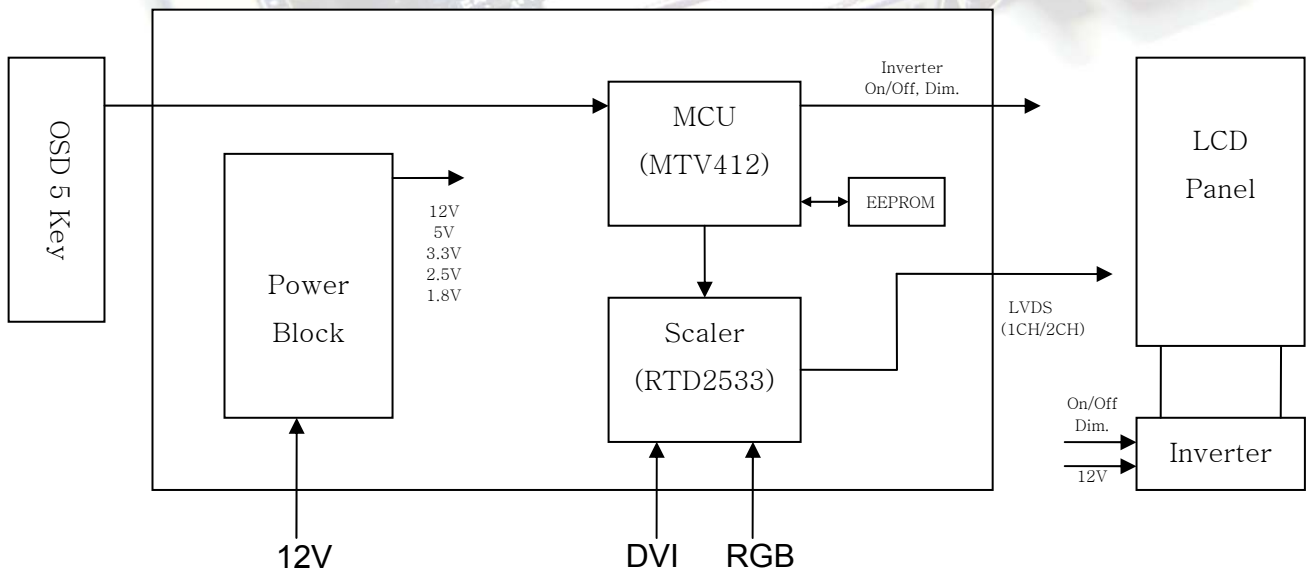 OSD 5 Key
Power
Block
12V
5V
3.3V
2.5V
1.8V
MCU
(MTV412)
Inverter
On/Off, Dim.
EEPROM
Scaler
(RTD2533)
LVDS
(1CH/2CH)
LCD
Panel
On/Off
Dim.
12V
Inverter
12V
DVI
RGB